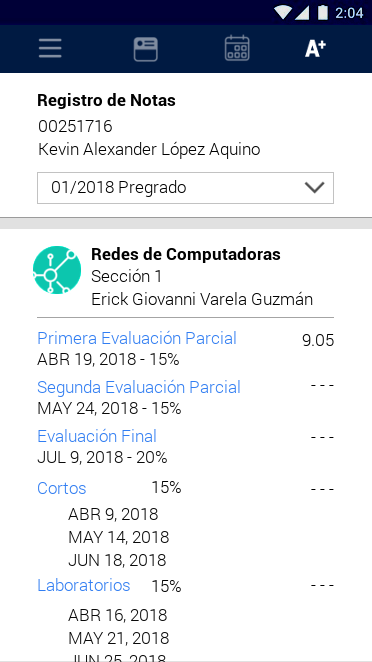 2:04
A+
Registro de Notas
00251716
Kevin Alexander López Aquino
01/2018 Pregrado
Redes de Computadoras
Sección 1
Erick Giovanni Varela Guzmán
Primera Evaluación Parcial 9.05
ABR 19, 2018 - 15%
Segunda Evaluación Parcial - - -
MAY 24, 2018 - 15%
Evaluación Final - - -
JUL 9, 2018 - 20%
Cortos 15% - - -
ABR 9, 2018
MAY 14, 2018
JUN 18, 2018
Laboratorios 15% - - -
ABR 16, 2018
MAY 21, 2018
JUN 25, 2018